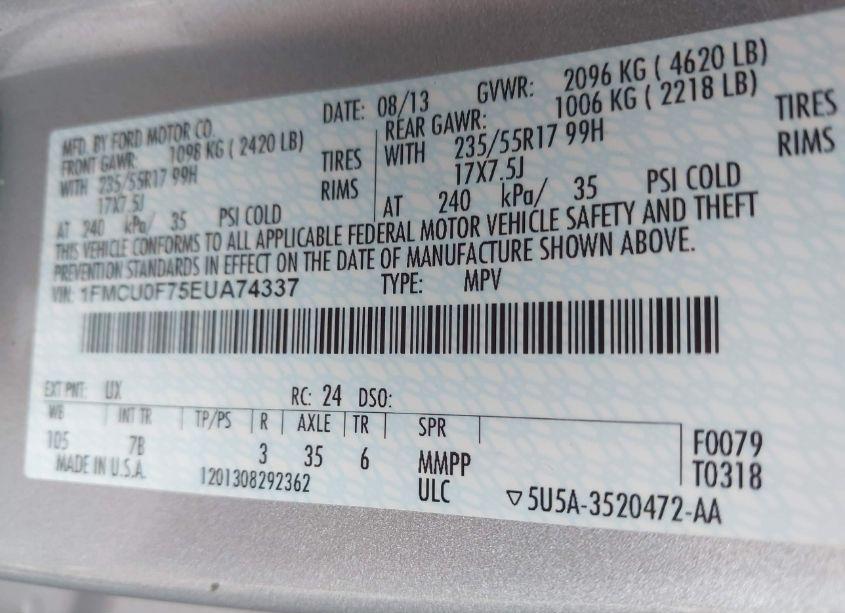 MFD. BY FORD MOTOR CO.
DATE: 08/13 GVWR: 2096 KG ( 4620 LB)
FRONT GAWR: 1098 KG ( 2420 LB)
WITH 235/55R17 99H TIRES
17X7.5J RIMS
AT 240 kPa/ 35 PSI COLD
REAR GAWR: 1006 KG ( 2218 LB)
WITH 235/55R17 99H TIRES
17X7.5J RIMS
AT 240 kPa/ 35 PSI COLD
THIS VEHICLE CONFORMS TO ALL APPLICABLE FEDERAL MOTOR VEHICLE SAFETY AND THEFT
PREVENTION STANDARDS IN EFFECT ON THE DATE OF MANUFACTURE SHOWN ABOVE.
VIN: 1FMCU0F75EUA74337 TYPE: MPV
EXT PNT: UX RC: 24 DSO:
WB INT TR TP/PS R AXLE TR SPR
105 7B 3 35 6 MMPP
F0079
T0318
MADE IN U.S.A. 1201308292362 ULC
▽5U5A-3520472-AA